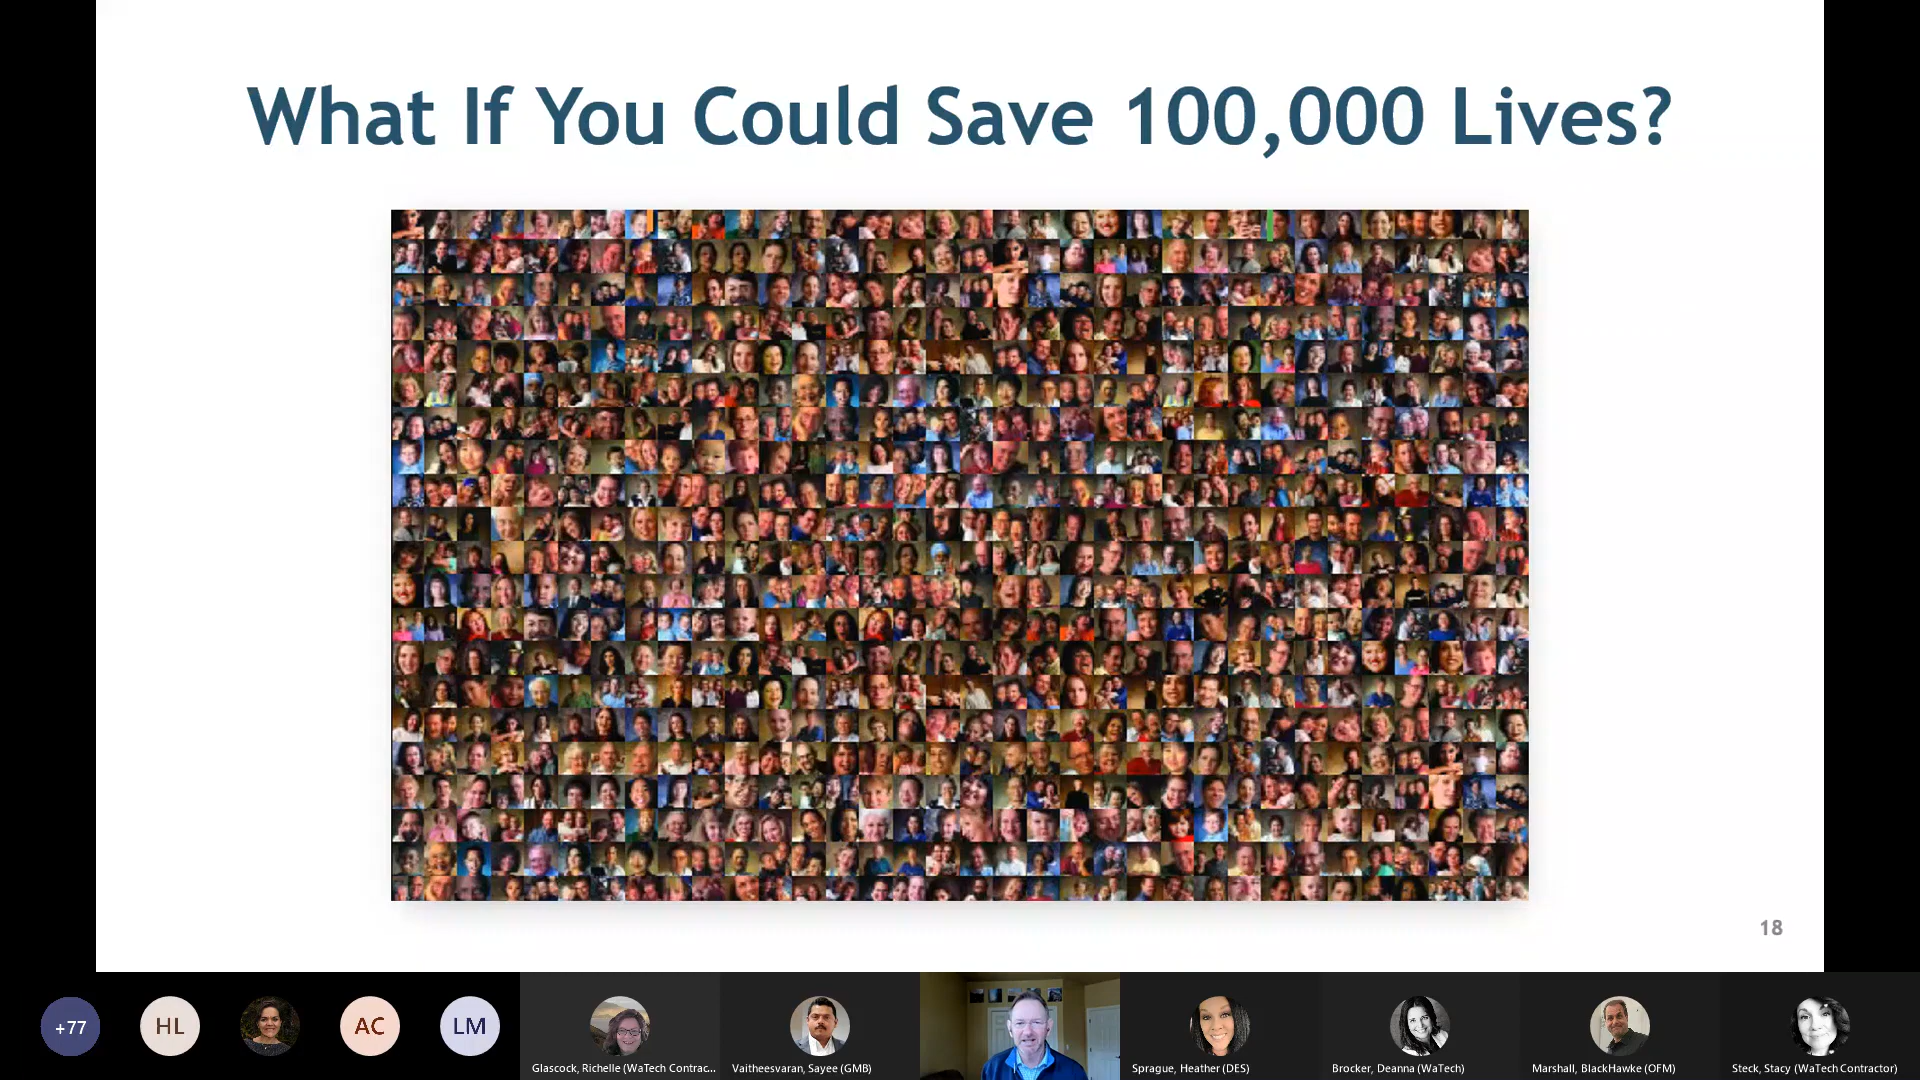 What If You Could Save 100,000 Lives?
18
+77
HL
AC
LM
Glascock, Richelle (WaTech Contrac...
Vaitheesvaran, Sayee (GMB)
Sprague, Heather (DES)
Brocker, Deanna (WaTech)
Marshall, BlackHawke (OFM)
Steck, Stacy (WaTech Contractor)